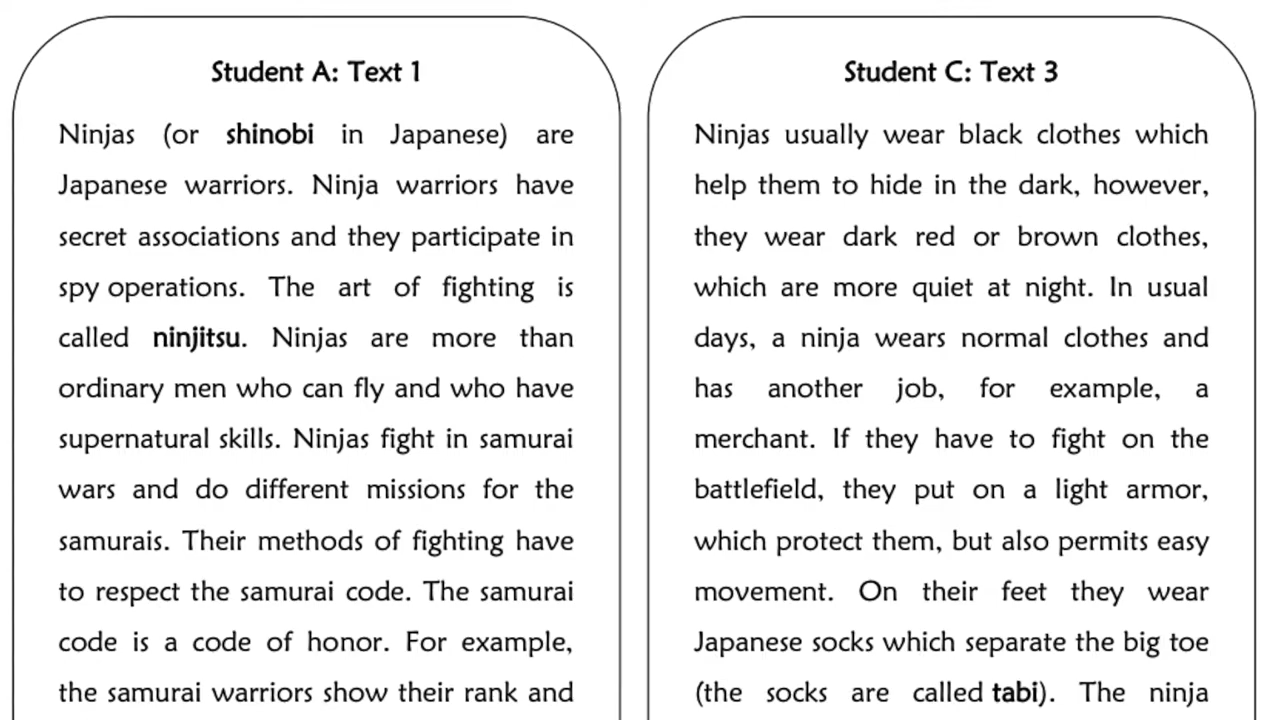 Student A: Text 1
Ninjas (or shinobi in Japanese) are
Japanese warriors. Ninja warriors have
secret associations and they participate in
spy operations. The art of fighting is
called ninjitsu. Ninjas are more than
ordinary men who can fly and who have
supernatural skills. Ninjas fight in samurai
wars and do different missions for the
samurais. Their methods of fighting have
to respect the samurai code. The samurai
code is a code of honor. For example,
the samurai warriors show their rank and
Student C: Text 3
Ninjas usually wear black clothes which
help them to hide in the dark, however,
they wear dark red or brown clothes,
which are more quiet at night. In usual
days, a ninja wears normal clothes and
has another job, for example, a
merchant. If they have to fight on the
battlefield, they put on a light armor,
which protect them, but also permits easy
movement. On their feet they wear
Japanese socks which separate the big toe
(the socks are called tabi). The ninja